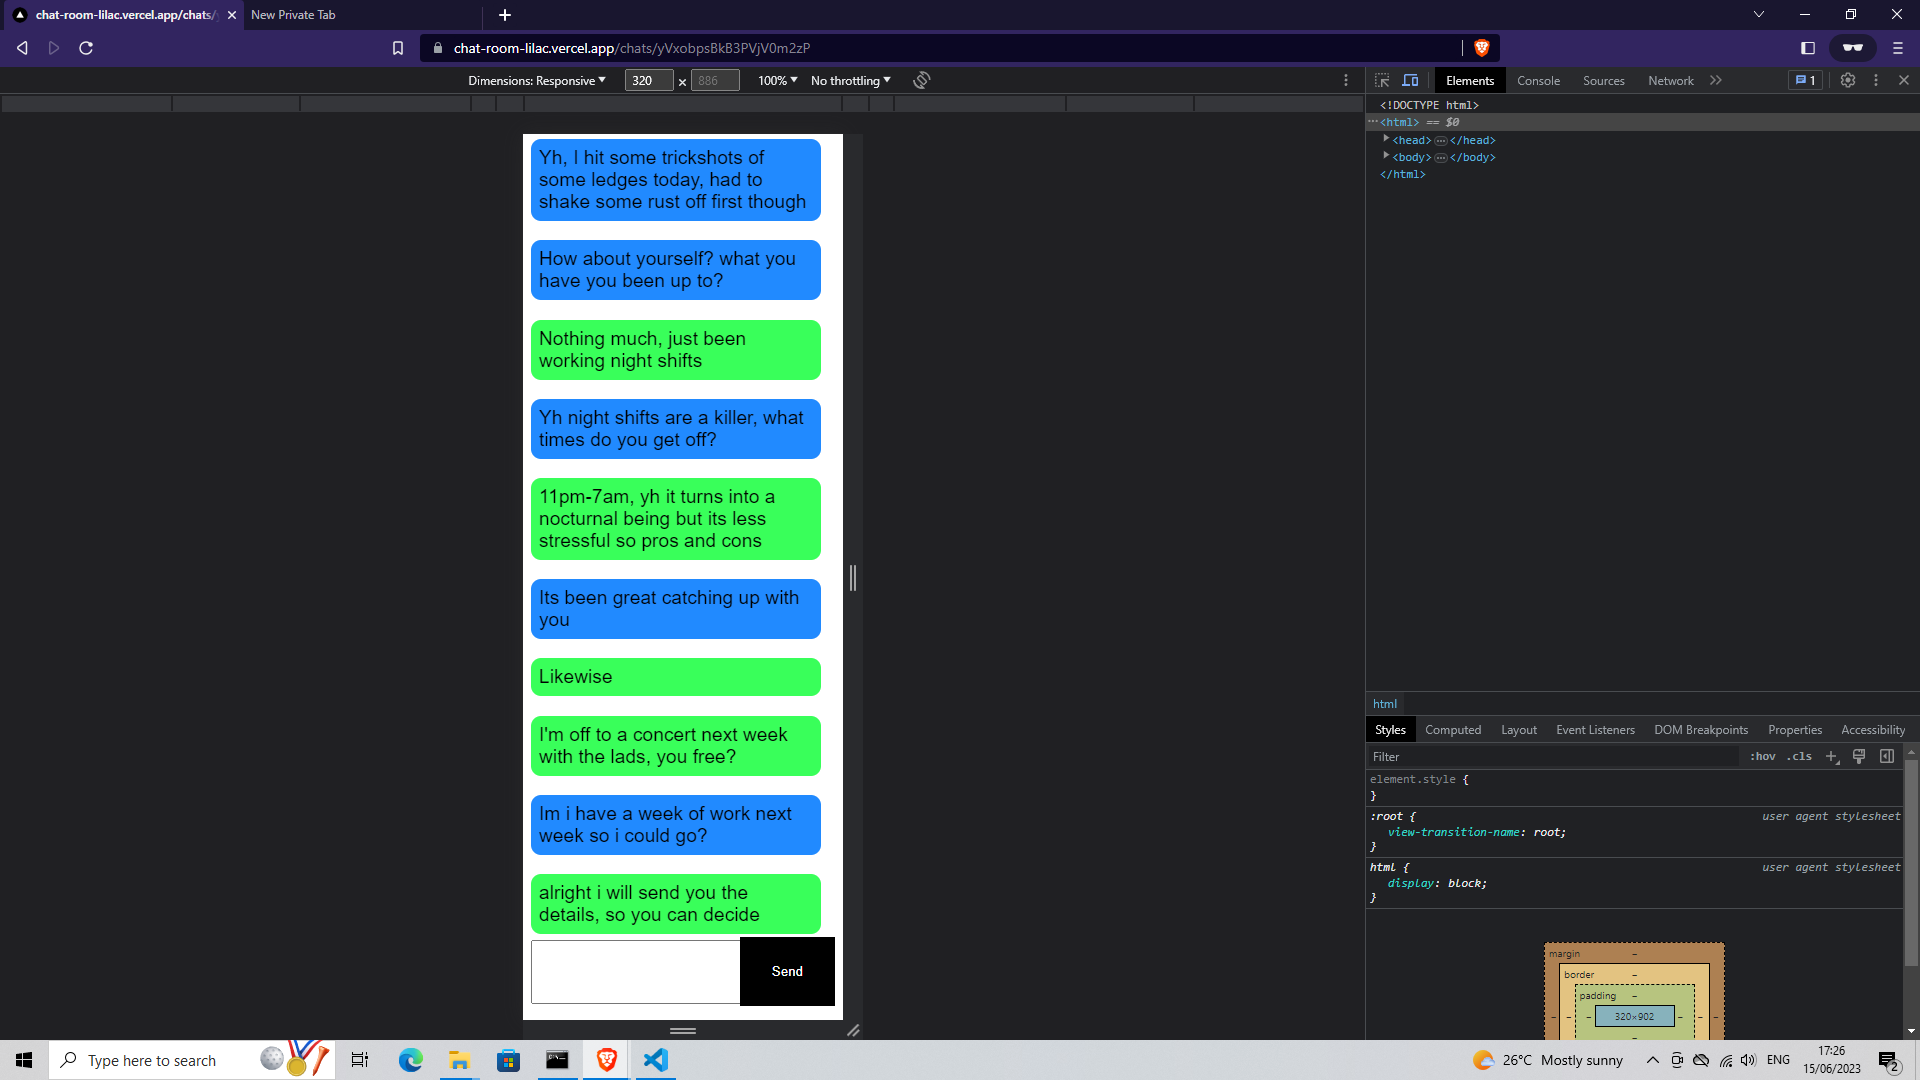 chat-room-lilac.vercel.app/chats/y
New Private Tab
chat-room-lilac.vercel.app/chats/yVxobpsBkB3PVjV0m2zP
Dimensions: Responsive
320
×
886
100%
No throttling
Elements
Console
Sources
Network
1
<!DOCTYPE html>
<html> == $0
<head> </head>
<body> </body>
</html>
Yh, I hit some trickshots of
some ledges today, had to
shake some rust off first though
How about yourself? what you
have you been up to?
Nothing much, just been
working night shifts
Yh night shifts are a killer, what
times do you get off?
11pm-7am, yh it turns into a
nocturnal being but its less
stressful so pros and cons
Its been great catching up with
you
Likewise
I'm off to a concert next week
with the lads, you free?
Im i have a week of work next
week so i could go?
alright i will send you the
details, so you can decide
Send
html
Styles
Computed
Layout
Event Listeners
DOM Breakpoints
Properties
Accessibility
Filter
:hov
.cls
element.style {
}
:root {
user agent stylesheet
view-transition-name: root;
}
html {
user agent stylesheet
display: block;
}
margin
–
border
–
padding
–
– – – 320×902 – – –
–
Type here to search
26°C Mostly sunny
ENG
17:26
15/06/2023
2